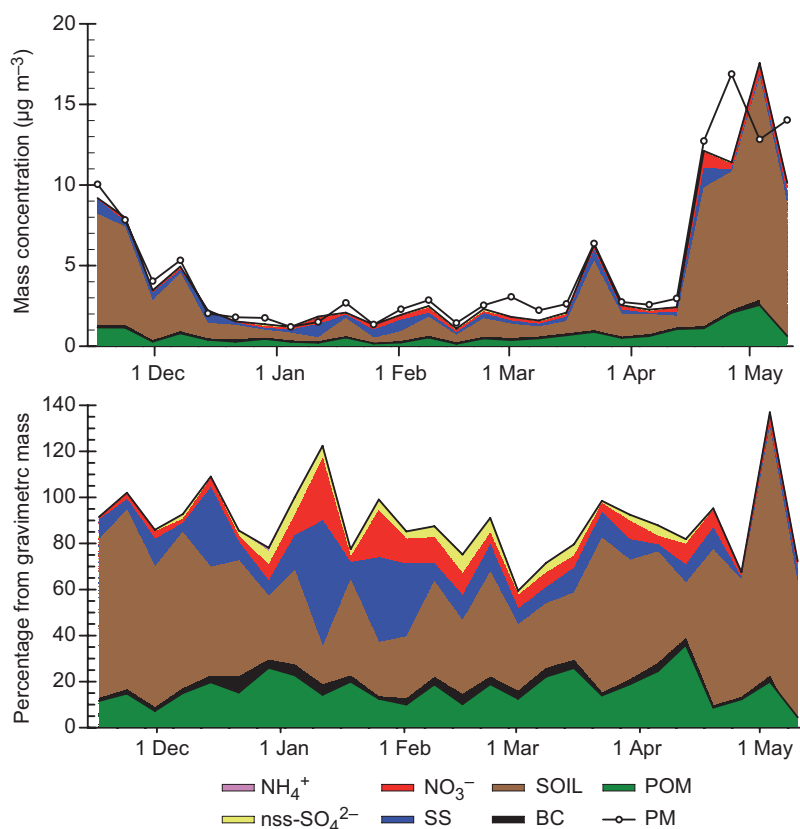 Mass concentration (µg m⁻³)
20
15
10
5
0
1 Dec 1 Jan 1 Feb 1 Mar 1 Apr 1 May
Percentage from gravimetrc mass
140
120
100
80
60
40
20
0
1 Dec 1 Jan 1 Feb 1 Mar 1 Apr 1 May
NH₄⁺ NO₃⁻ SOIL POM
nss-SO₄²⁻ SS BC PM